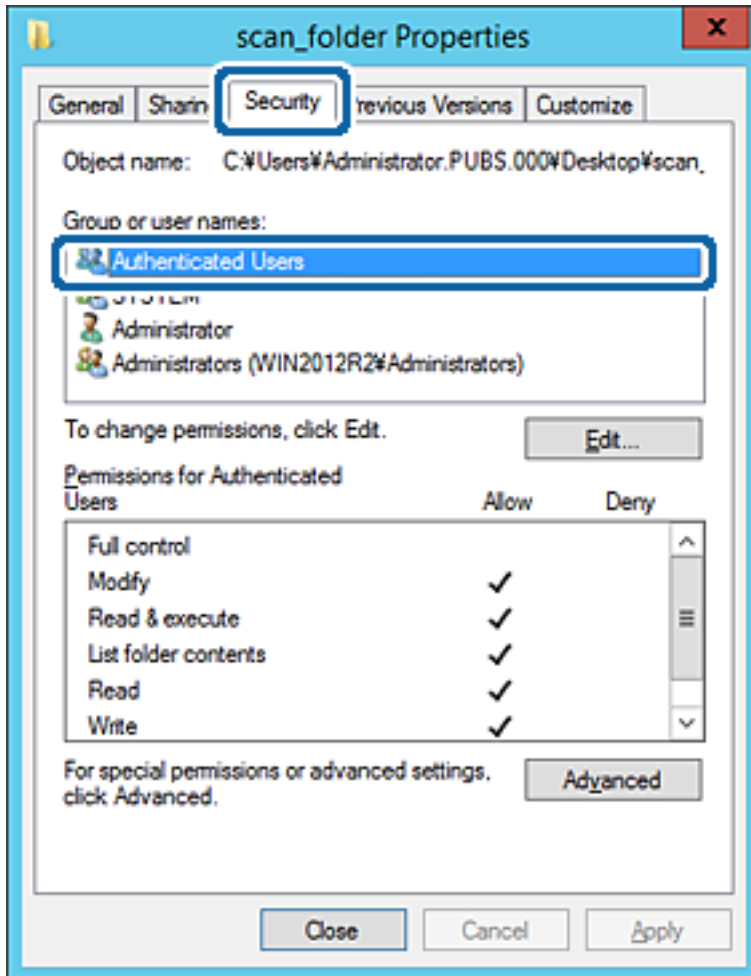 scan_folder Properties
x
General Security Previous Versions Customize
Object name: C:¥Users¥Administrator.PUBS.000¥Desktop¥scan_
Group or user names:
Authenticated Users
SYSTEM
Administrator
Administrators (WIN2012R2¥Administrators)
To change permissions, click Edit.
Edit...
Permissions for Authenticated
Users Allow Deny
Full control
Modify
Read & execute
List folder contents
Read
Write
For special permissions or advanced settings,
click Advanced.
Advanced
Close Cancel Apply